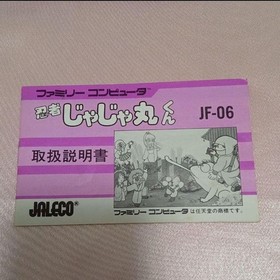 ファミリー コンピュータ™
忍者じゃじゃ丸くん
JF-06
取扱説明書
JALECO
ファミリー コンピュータは任天堂の商標です。